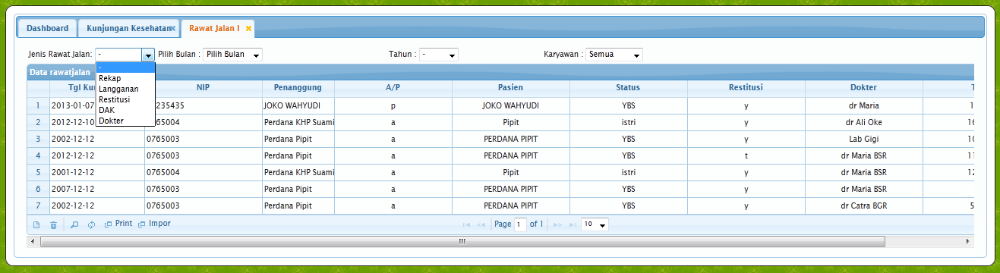 Dashboard Kunjungan Kesehatan Rawat Jalan I
Jenis Rawat Jalan: - Pilih Bulan : Pilih Bulan Tahun : - Karyawan : Semua
Data rawatjalan -
Tgl Kun NIP Penanggung A/P Pasien Status Restitusi Dokter T
Rekap
Langganan
Restitusi
DAK
Dokter
1 2013-01-07 235435 JOKO WAHYUDI p JOKO WAHYUDI YBS y dr Maria 1
2 2012-12-10 765004 Perdana KHP Suami a Pipit istri y dr Ali Oke 16
3 2002-12-12 0765003 Perdana Pipit a PERDANA PIPIT YBS y Lab Gigi 10
4 2012-12-12 0765003 Perdana Pipit a PERDANA PIPIT YBS t dr Maria BSR 11
5 2001-12-12 0765004 Perdana KHP Suami a Pipit istri y dr Maria BSR 12
6 2007-12-12 0765003 Perdana Pipit a PERDANA PIPIT YBS y dr Maria BSR
7 2002-12-12 0765003 Perdana Pipit a PERDANA PIPIT YBS y dr Catra BGR 5
Print Impor Page 1 of 1 10